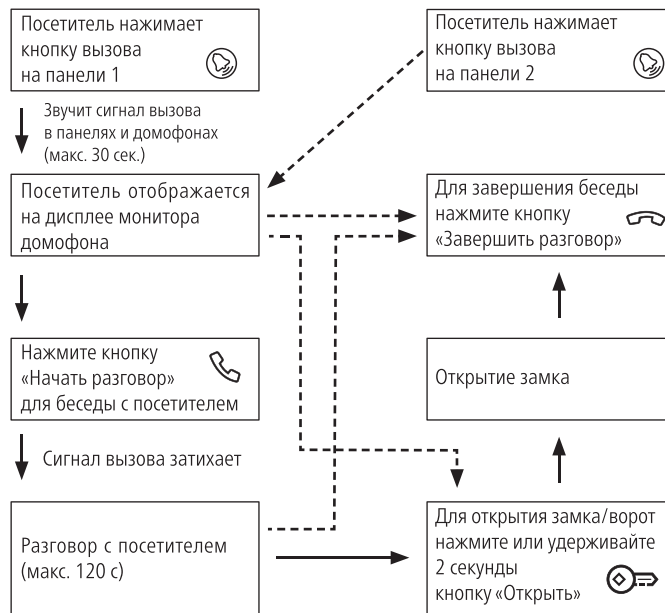 Посетитель нажимает
кнопку вызова
на панели 1
Посетитель нажимает
кнопку вызова
на панели 2
Звучит сигнал вызова
в панелях и домофонах
(макс. 30 сек.)
Посетитель отображается
на дисплее монитора
домофона
Для завершения беседы
нажмите кнопку
«Завершить разговор»
Нажмите кнопку
«Начать разговор»
для беседы с посетителем
Открытие замка
Сигнал вызова затихает
Разговор с посетителем
(макс. 120 с)
Для открытия замка/ворот
нажмите или удерживайте
2 секунды
кнопку «Открыть»